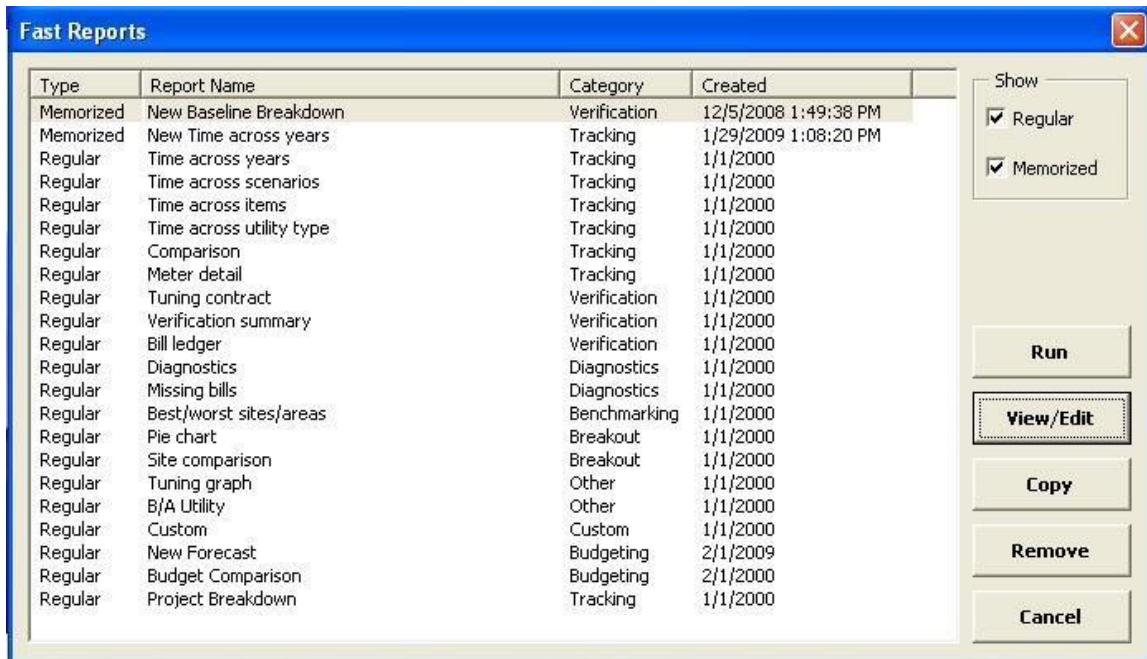 Fast Reports
Type Report Name Category Created
Memorized New Baseline Breakdown Verification 12/5/2008 1:49:38 PM
Memorized New Time across years Tracking 1/29/2009 1:08:20 PM
Regular Time across years Tracking 1/1/2000
Regular Time across scenarios Tracking 1/1/2000
Regular Time across items Tracking 1/1/2000
Regular Time across utility type Tracking 1/1/2000
Regular Comparison Tracking 1/1/2000
Regular Meter detail Tracking 1/1/2000
Regular Tuning contract Verification 1/1/2000
Regular Verification summary Verification 1/1/2000
Regular Bill ledger Verification 1/1/2000
Regular Diagnostics Diagnostics 1/1/2000
Regular Missing bills Diagnostics 1/1/2000
Regular Best/worst sites/areas Benchmarking 1/1/2000
Regular Pie chart Breakout 1/1/2000
Regular Site comparison Breakout 1/1/2000
Regular Tuning graph Other 1/1/2000
Regular B/A Utility Other 1/1/2000
Regular Custom Custom 1/1/2000
Regular New Forecast Budgeting 2/1/2009
Regular Budget Comparison Budgeting 2/1/2000
Regular Project Breakdown Tracking 1/1/2000
Show
Regular
Memorized
Run
View/Edit
Copy
Remove
Cancel